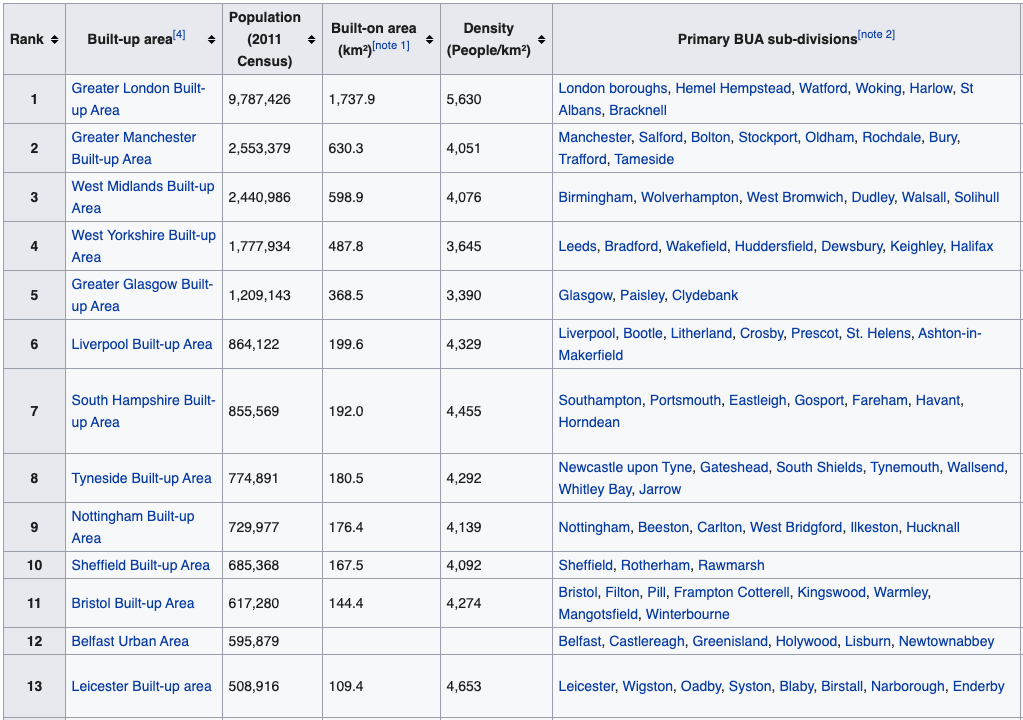 Rank Built-up area[4] Population (2011 Census) Built-on area (km²)[note 1] Density (People/km²) Primary BUA sub-divisions[note 2]
1 Greater London Built-up Area 9,787,426 1,737.9 5,630 London boroughs, Hemel Hempstead, Watford, Woking, Harlow, St Albans, Bracknell
2 Greater Manchester Built-up Area 2,553,379 630.3 4,051 Manchester, Salford, Bolton, Stockport, Oldham, Rochdale, Bury, Trafford, Tameside
3 West Midlands Built-up Area 2,440,986 598.9 4,076 Birmingham, Wolverhampton, West Bromwich, Dudley, Walsall, Solihull
4 West Yorkshire Built-up Area 1,777,934 487.8 3,645 Leeds, Bradford, Wakefield, Huddersfield, Dewsbury, Keighley, Halifax
5 Greater Glasgow Built-up Area 1,209,143 368.5 3,390 Glasgow, Paisley, Clydebank
6 Liverpool Built-up Area 864,122 199.6 4,329 Liverpool, Bootle, Litherland, Crosby, Prescot, St. Helens, Ashton-in-Makerfield
7 South Hampshire Built-up Area 855,569 192.0 4,455 Southampton, Portsmouth, Eastleigh, Gosport, Fareham, Havant, Horndean
8 Tyneside Built-up Area 774,891 180.5 4,292 Newcastle upon Tyne, Gateshead, South Shields, Tynemouth, Wallsend, Whitley Bay, Jarrow
9 Nottingham Built-up Area 729,977 176.4 4,139 Nottingham, Beeston, Carlton, West Bridgford, Ilkeston, Hucknall
10 Sheffield Built-up Area 685,368 167.5 4,092 Sheffield, Rotherham, Rawmarsh
11 Bristol Built-up Area 617,280 144.4 4,274 Bristol, Filton, Pill, Frampton Cotterell, Kingswood, Warmley, Mangotsfield, Winterbourne
12 Belfast Urban Area 595,879 Belfast, Castlereagh, Greenisland, Holywood, Lisburn, Newtownabbey
13 Leicester Built-up area 508,916 109.4 4,653 Leicester, Wigston, Oadby, Syston, Blaby, Birstall, Narborough, Enderby